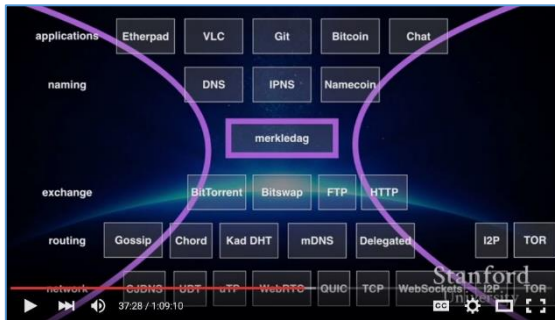 applications Etherpad VLC Git Bitcoin Chat
naming DNS IPNS Namecoin
merkledag
exchange BitTorrent Bitswap FTP HTTP
routing Gossip Chord Kad DHT mDNS Delegated I2P TOR
Stanford
University
network CJDNS UDT uTP WebRTC QUIC TCP WebSockets I2P TOR
37:28 / 1:09:10
CC